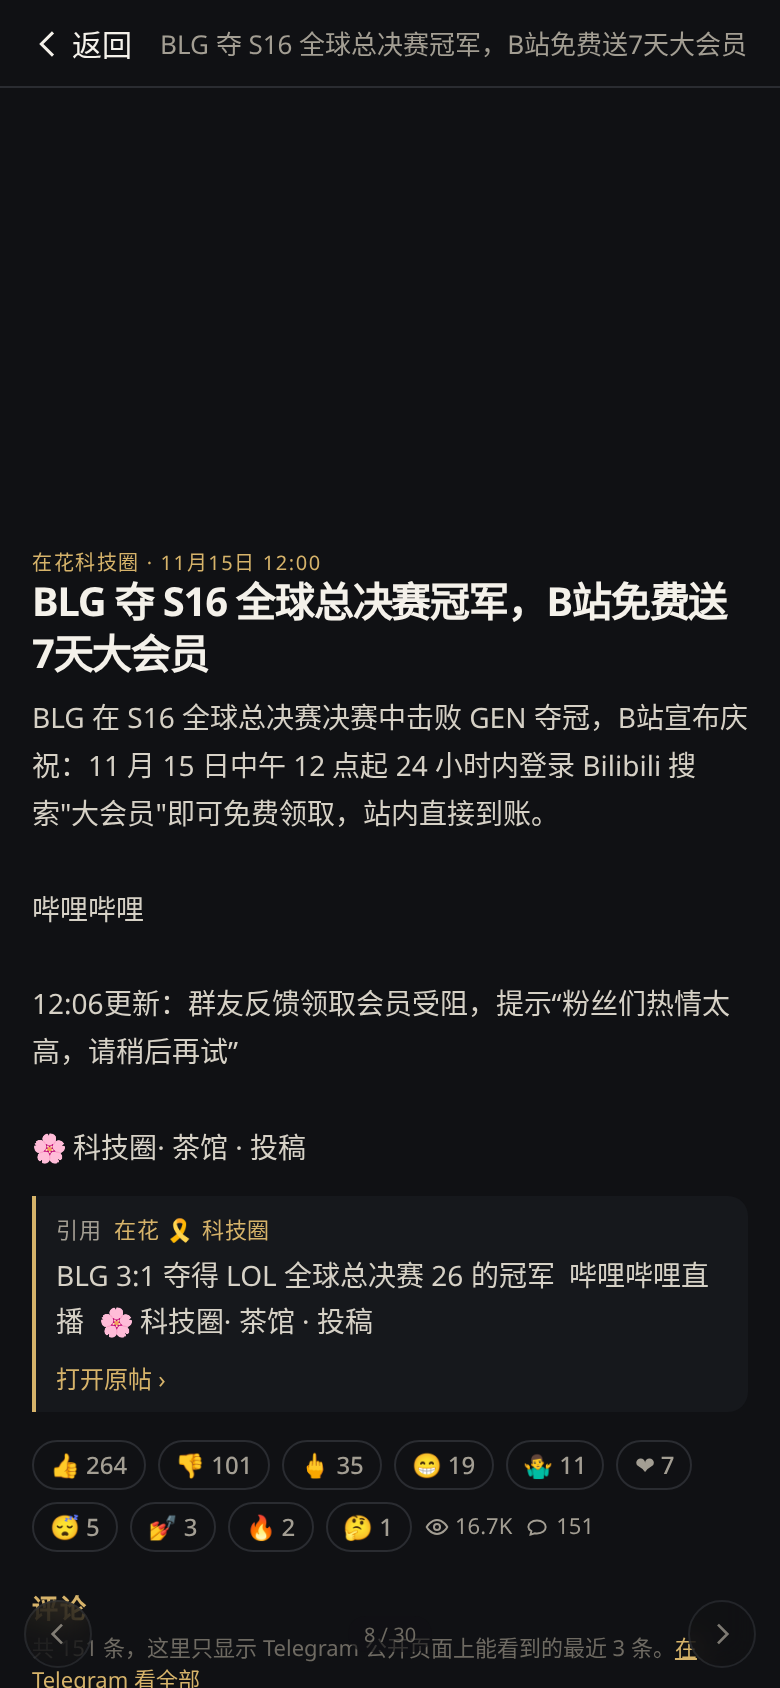 返回 BLG 夺 S16 全球总决赛冠军，B站免费送7天大会员
在花科技圈 · 11月15日 12:00
BLG 夺 S16 全球总决赛冠军，B站免费送
7天大会员
BLG 在 S16 全球总决赛决赛中击败 GEN 夺冠，B站宣布庆
祝：11 月 15 日中午 12 点起 24 小时内登录 Bilibili 搜
索"大会员"即可免费领取，站内直接到账。
哔哩哔哩
12:06更新：群友反馈领取会员受阻，提示“粉丝们热情太
高，请稍后再试”
🌸 科技圈· 茶馆 · 投稿
引用 在花 🎗 科技圈
BLG 3:1 夺得 LOL 全球总决赛 26 的冠军 哔哩哔哩直
播 🌸 科技圈· 茶馆 · 投稿
打开原帖 ›
👍 264 👎 101 🖕 35 😁 19 🤷‍♂️ 11 ❤ 7
😴 5 💅 3 🔥 2 🤔 1 16.7K 151
评论
8 / 30
共 151 条，这里只显示 Telegram 公开页面上能看到的最近 3 条。在
Telegram 看全部